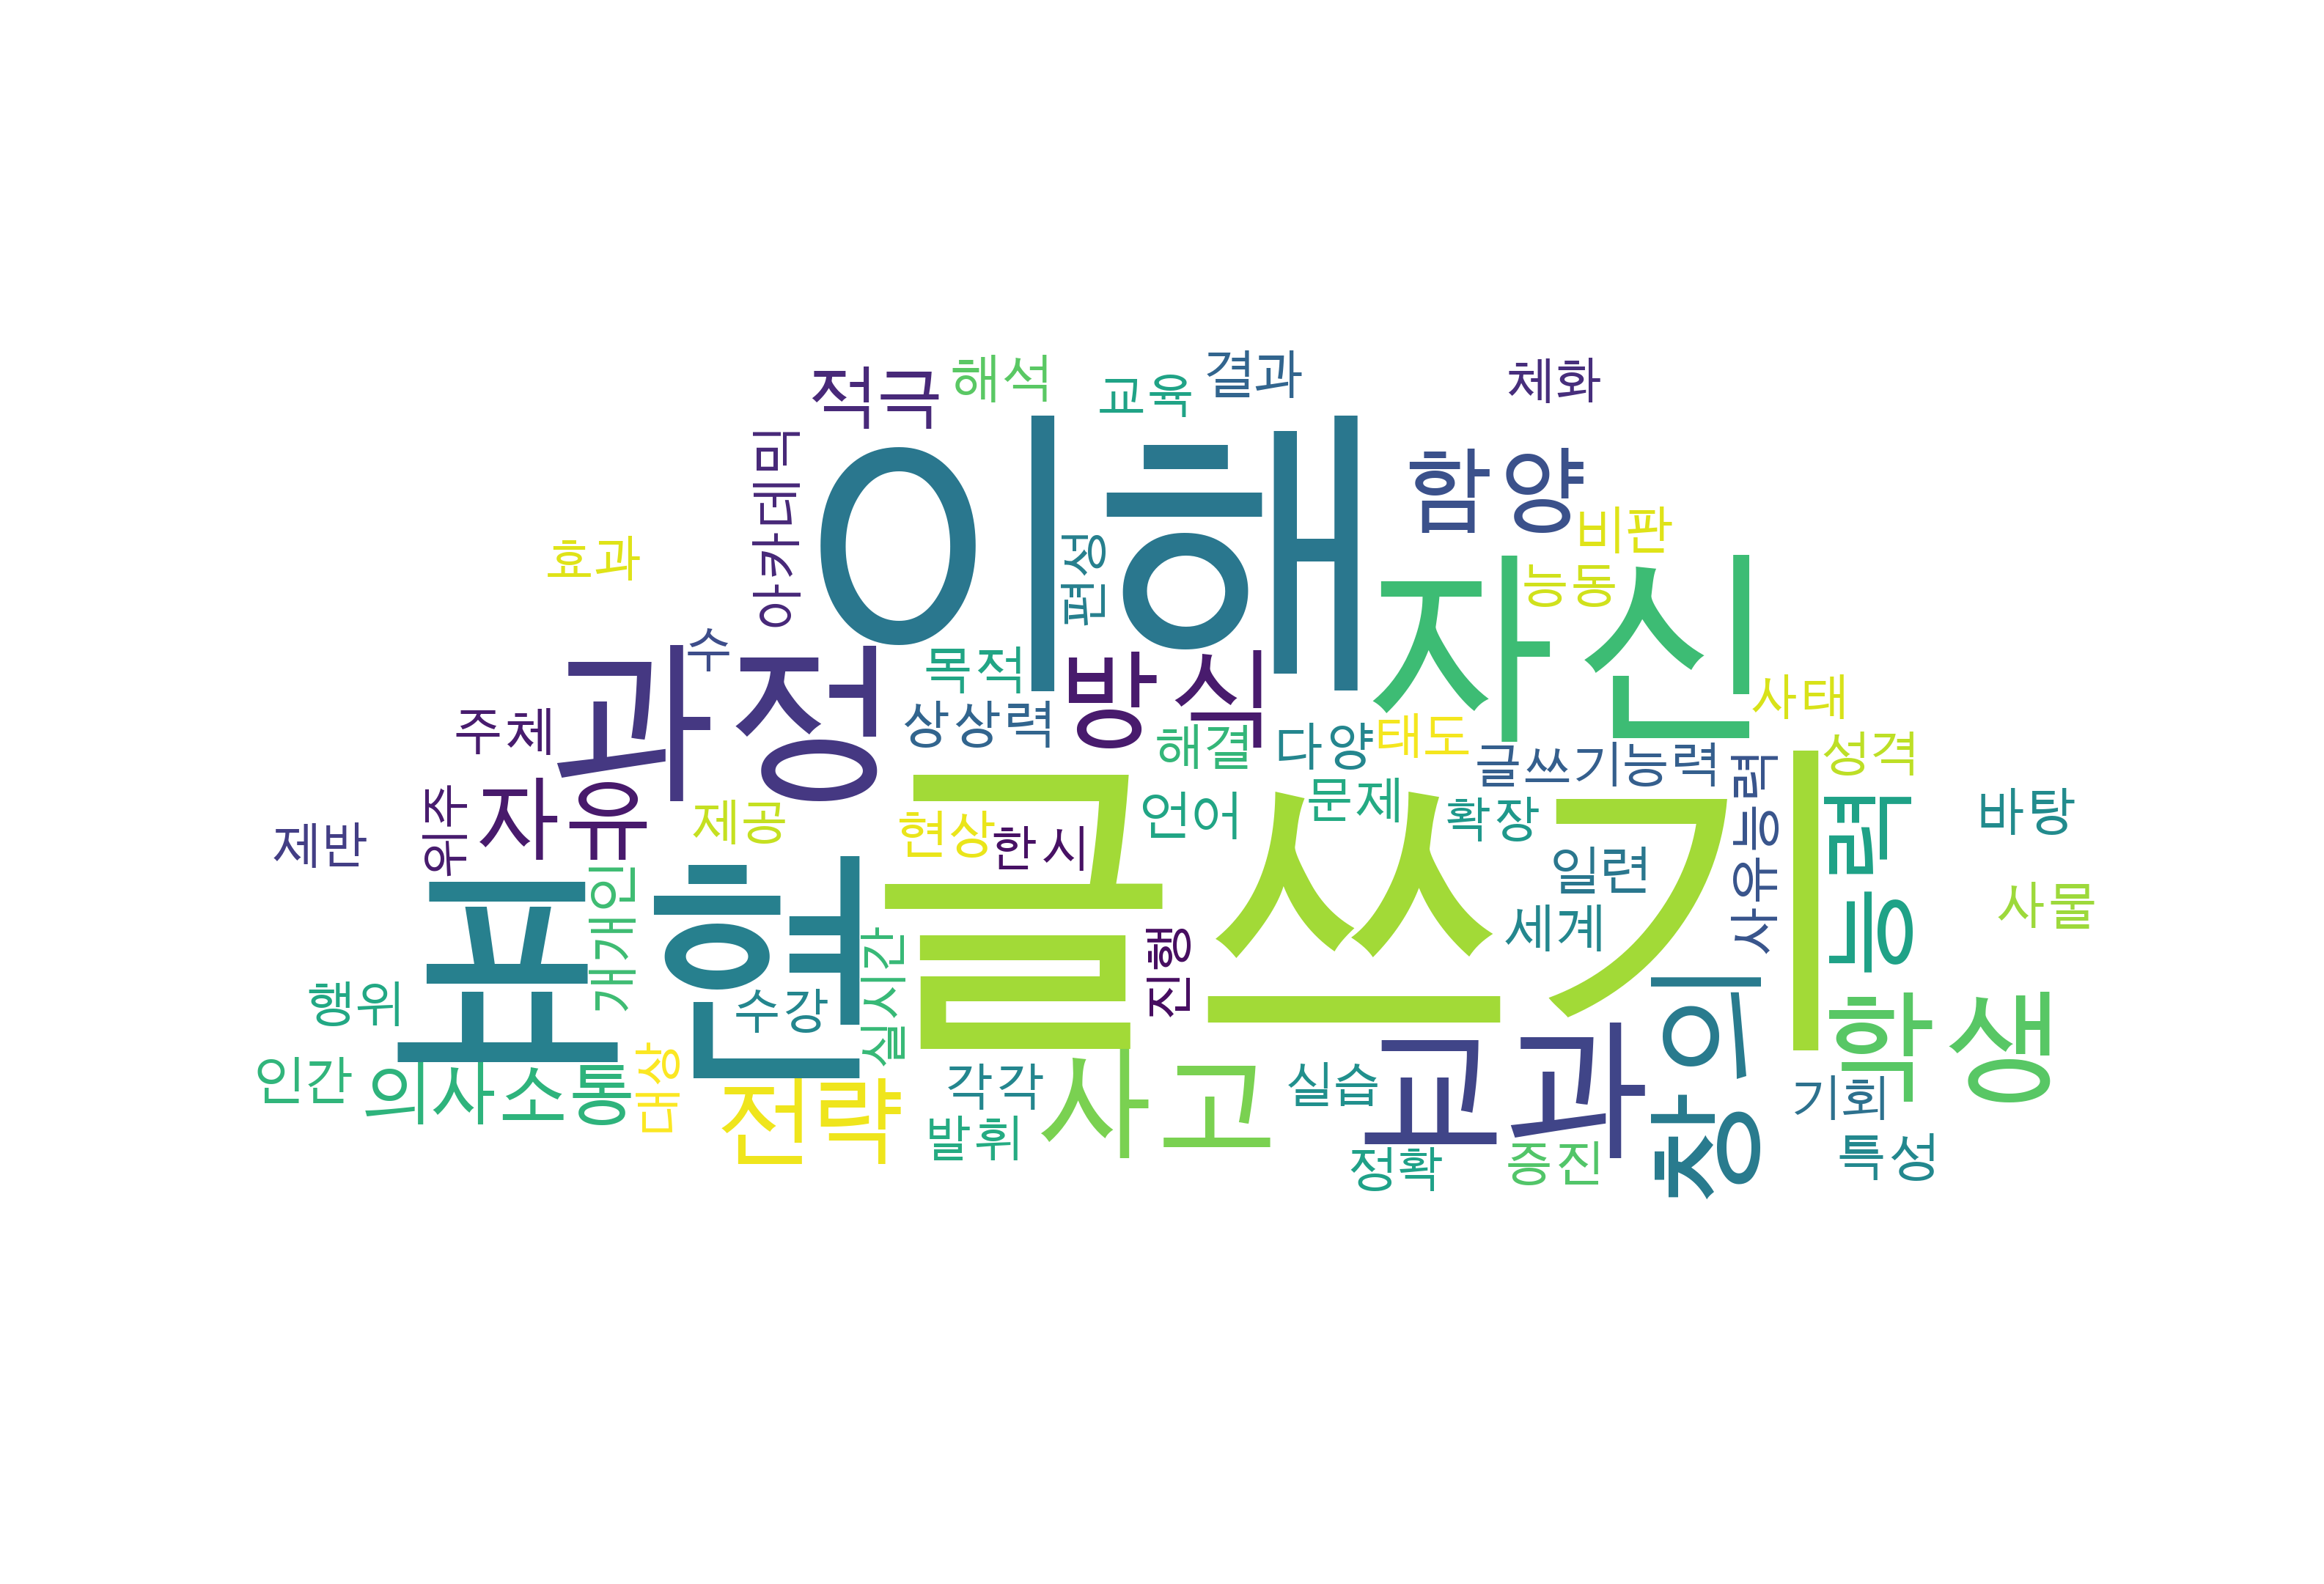 적극
해석
교육
결과
체화
아카데믹
이해
함양
비판
편성
효과
능동
자신
수
과정
목적
방식
사태
주체
상상력
해결
다양
태도
글쓰기능력
성격
위주
자유
제공
현상
한시
언어
문제
확장
사유능력
능력
바탕
제반
글쓰기
일련
사물
표현
개개인
세계
실시간
진행
행위
수강
창의
학생
인간
의사소통
단상
전략
각각
사고
실습
교과
기회
발휘
정확
증진
특성